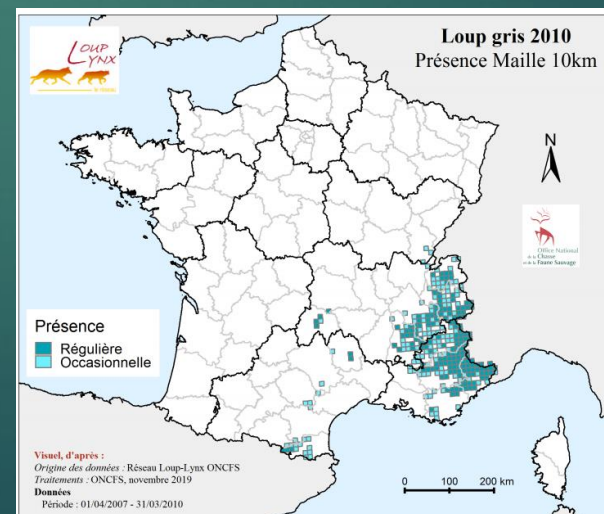 LOUP
LYNX
LE RÉSEAU
Loup gris 2010
Présence Maille 10km
N
Office National
de la Chasse
et de la Faune Sauvage
Présence
Régulière
Occasionnelle
Visuel, d'après :
Origine des données : Réseau Loup-Lynx ONCFS
Traitements : ONCFS, novembre 2019
Données
Période : 01/04/2007 - 31/03/2010
0 100 200 km